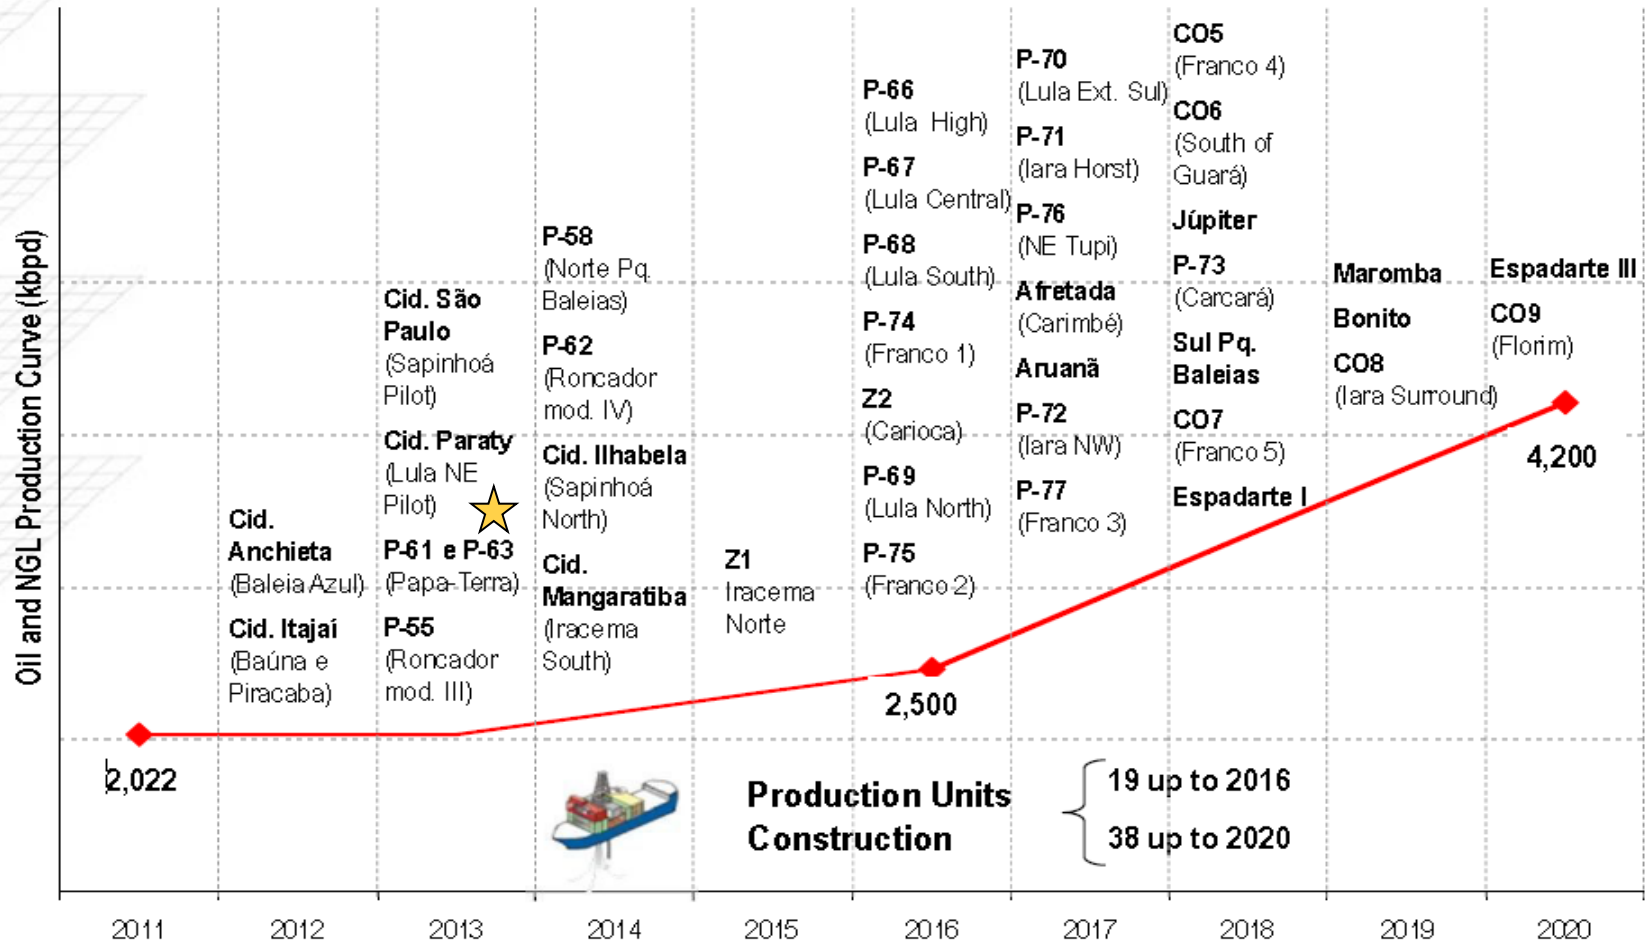 Oil and NGL Production Curve (kbpd)
2,022
Cid.
Anchieta
(Baleia Azul)
Cid. Itajaí
(Baúna e
Piracaba)
Cid. São
Paulo
(Sapinhoá
Pilot)
Cid. Paraty
(Lula NE
Pilot)
P-61 e P-63
(Papa-Terra)
P-55
(Roncador
mod. III)
P-58
(Norte Pq.
Baleias)
P-62
(Roncador
mod. IV)
Cid. Ilhabela
(Sapinhoá
North)
Cid.
Mangaratiba
(Iracema
South)
Z1
Iracema
Norte
P-66
(Lula High)
P-67
(Lula Central)
P-68
(Lula South)
P-74
(Franco 1)
Z2
(Carioca)
P-69
(Lula North)
P-75
(Franco 2)
2,500
P-70
(Lula Ext. Sul)
P-71
(Iara Horst)
P-76
(NE Tupi)
Afretada
(Carimbé)
Aruanã
P-72
(Iara NW)
P-77
(Franco 3)
CO5
(Franco 4)
CO6
(South of
Guará)
Júpiter
P-73
(Carcará)
Sul Pq.
Baleias
CO7
(Franco 5)
Espadarte I
Maromba
Bonito
CO8
(Iara Surround)
Espadarte III
CO9
(Florim)
4,200
Production Units
Construction
19 up to 2016
38 up to 2020
2011 2012 2013 2014 2015 2016 2017 2018 2019 2020